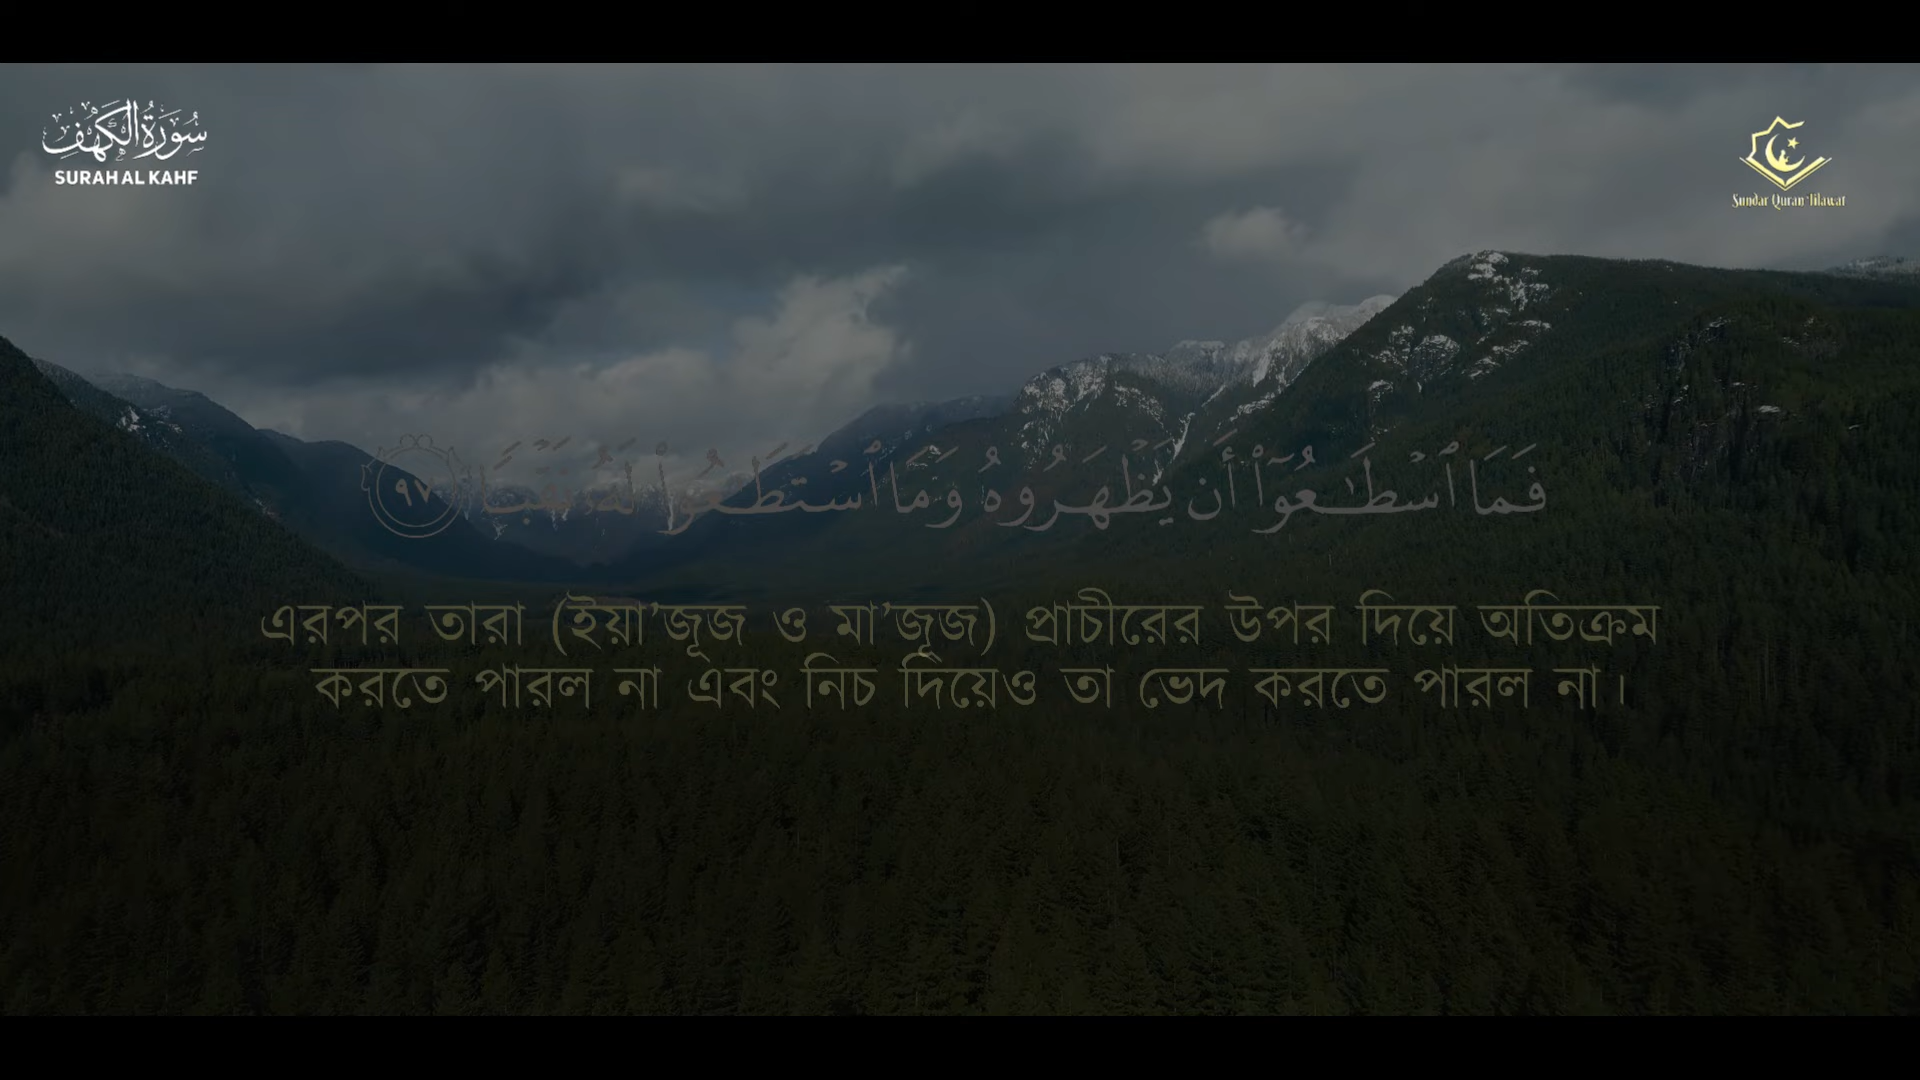 سُورَةُ الكَهْفِ
SURAH AL KAHF
Sundar Quran Tilawat
فَمَا ٱسْطَـٰعُوٓا۟ أَن يَظْهَرُوهُ وَمَا ٱسْتَطَـٰعُوا۟ لَهُۥ نَقْبًا ٩٧
এরপর তারা (ইয়া’জূজ ও মা’জূজ) প্রাচীরের উপর দিয়ে অতিক্রম
করতে পারল না এবং নিচ দিয়েও তা ভেদ করতে পারল না।